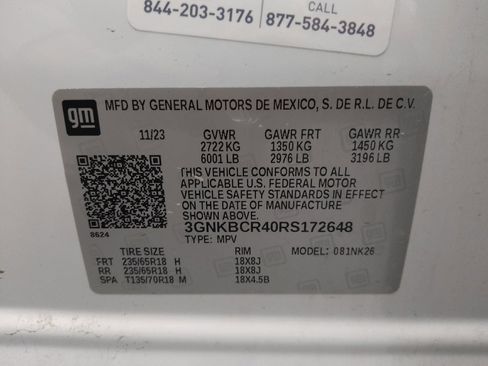 CALL
844-203-3176
877-584-3848
gm
MFD BY GENERAL MOTORS DE MEXICO, S. DE R.L. DE C.V.
11/23 GVWR GAWR FRT GAWR RR
2722 KG 1350 KG 1450 KG
6001 LB 2976 LB 3196 LB
THIS VEHICLE CONFORMS TO ALL
APPLICABLE U.S. FEDERAL MOTOR
VEHICLE SAFETY STANDARDS IN EFFECT
ON THE DATE OF MANUFACTURE
SHOWN ABOVE.
3GNKBCR40RS172648
8624 TYPE: MPV
TIRE SIZE RIM MODEL: 081NK26
FRT 235/65R18 H 18X8J
RR 235/65R18 H 18X8J
SPA T135/70R18 M 18X4.5B